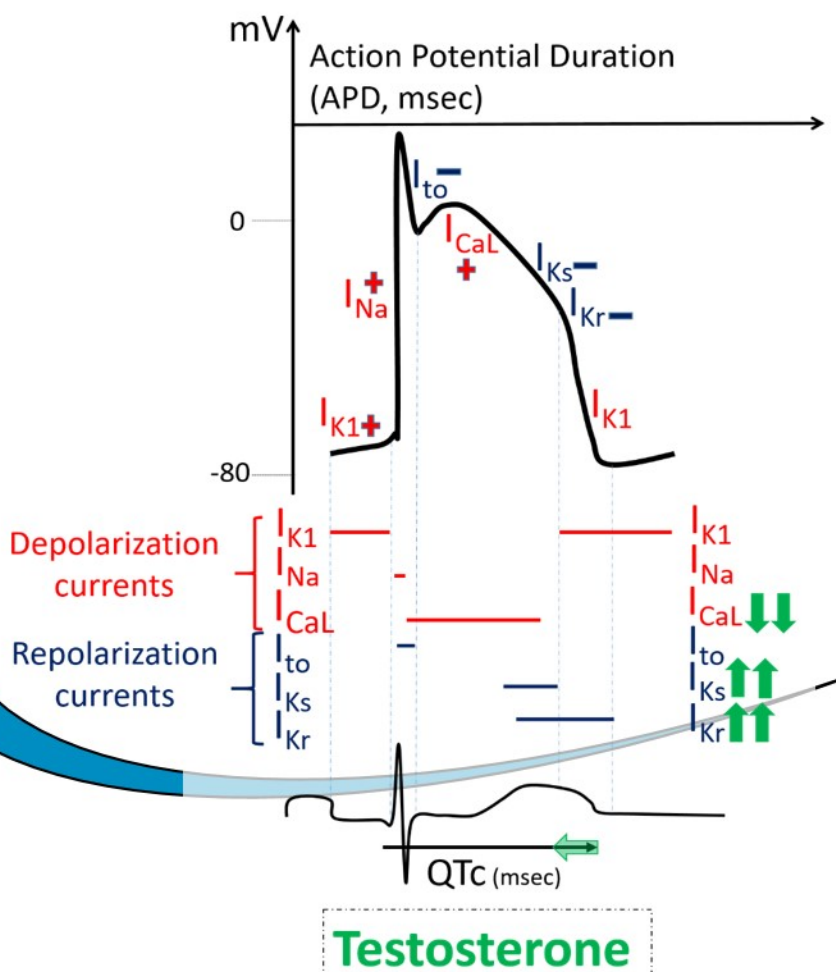 mV
Action Potential Duration
(APD, msec)
Ito
0
ICaL
IKs
INa
IKr
IK1
IK1
-80
Depolarization
currents
IK1
INa
ICaL
Repolarization
currents
Ito
IKs
IKr
IK1
INa
ICaL
Ito
IKs
IKr
QTc (msec)
Testosterone